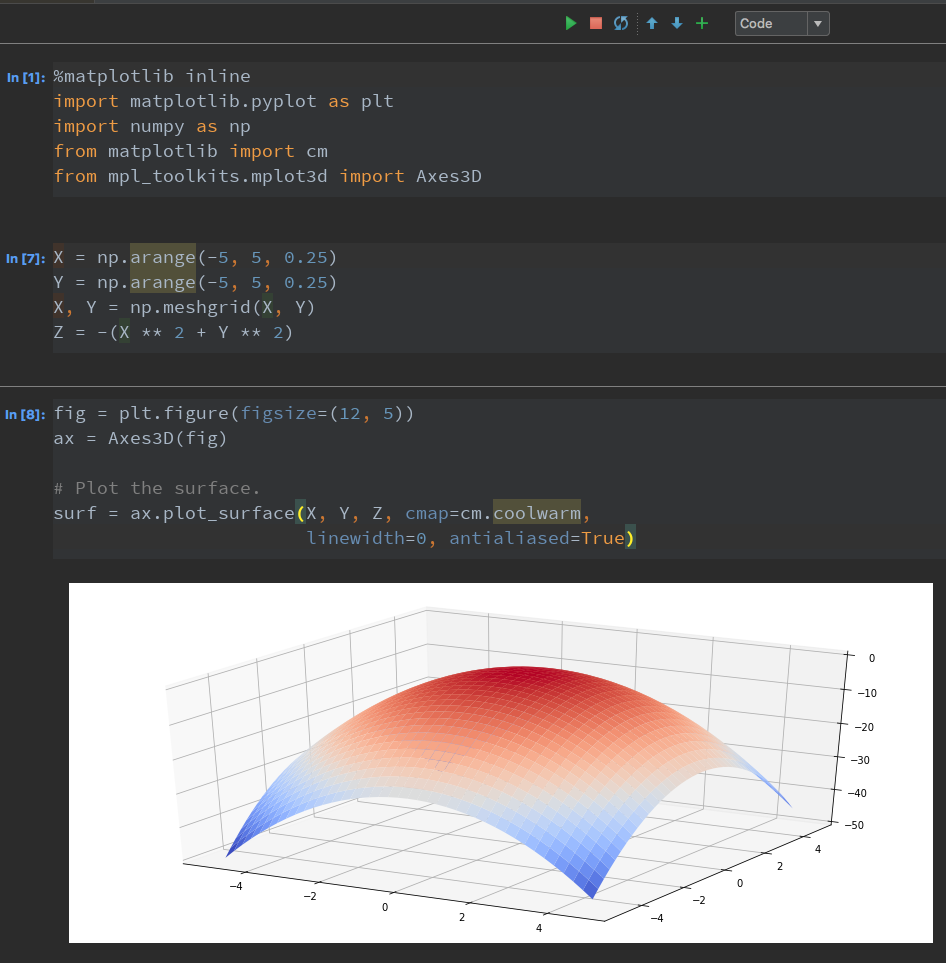 Code
In [1]: %matplotlib inline
import matplotlib.pyplot as plt
import numpy as np
from matplotlib import cm
from mpl_toolkits.mplot3d import Axes3D
In [7]: X = np.arange(-5, 5, 0.25)
Y = np.arange(-5, 5, 0.25)
X, Y = np.meshgrid(X, Y)
Z = -(X ** 2 + Y ** 2)
In [8]: fig = plt.figure(figsize=(12, 5))
ax = Axes3D(fig)
# Plot the surface.
surf = ax.plot_surface(X, Y, Z, cmap=cm.coolwarm,
linewidth=0, antialiased=True)
0
−10
−20
−30
−40
−50
4
2
0
−2
−4
−4
−2
0
2
4